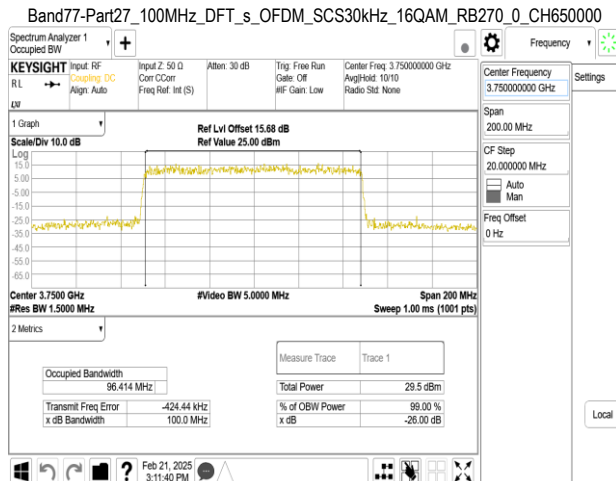 Band77-Part27_100MHz_DFT_s_OFDM_SCS30kHz_16QAM_RB270_0_CH650000
Spectrum Analyzer 1
Occupied BW
Frequency
KEYSIGHT
Input: RF
Coupling: DC
Align: Auto
Input Z: 50 Ω
Corr CCorr
Freq Ref: Int (S)
Atten: 30 dB
Trig: Free Run
Gate: Off
#IF Gain: Low
Center Freq: 3.750000000 GHz
Avg|Hold: 10/10
Radio Std: None
R L
LXI
Center Frequency
3.750000000 GHz
Settings
Span
200.00 MHz
CF Step
20.000000 MHz
Auto
Man
Freq Offset
0 Hz
Local
1 Graph
Scale/Div 10.0 dB
Ref Lvl Offset 15.68 dB
Ref Value 25.00 dBm
Log
15.0
5.00
-5.00
-15.0
-25.0
-35.0
-45.0
-55.0
-65.0
Center 3.7500 GHz
#Res BW 1.5000 MHz
#Video BW 5.0000 MHz
Span 200 MHz
Sweep 1.00 ms (1001 pts)
2 Metrics
Measure Trace
Trace 1
Occupied Bandwidth
96.414 MHz
Total Power
29.5 dBm
Transmit Freq Error
-424.44 kHz
% of OBW Power
99.00 %
x dB Bandwidth
100.0 MHz
x dB
-26.00 dB
?
Feb 21, 2025
3:11:40 PM